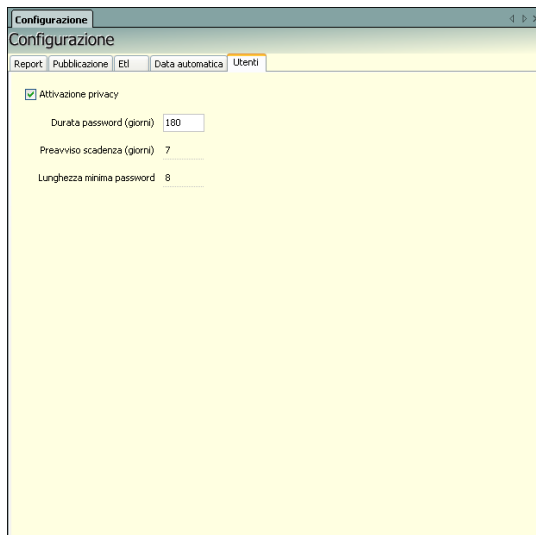 Configurazione
Configurazione
Report Pubblicazione Etl Data automatica Utenti
Attivazione privacy
Durata password (giorni) 180
Preavviso scadenza (giorni) 7
Lunghezza minima password 8